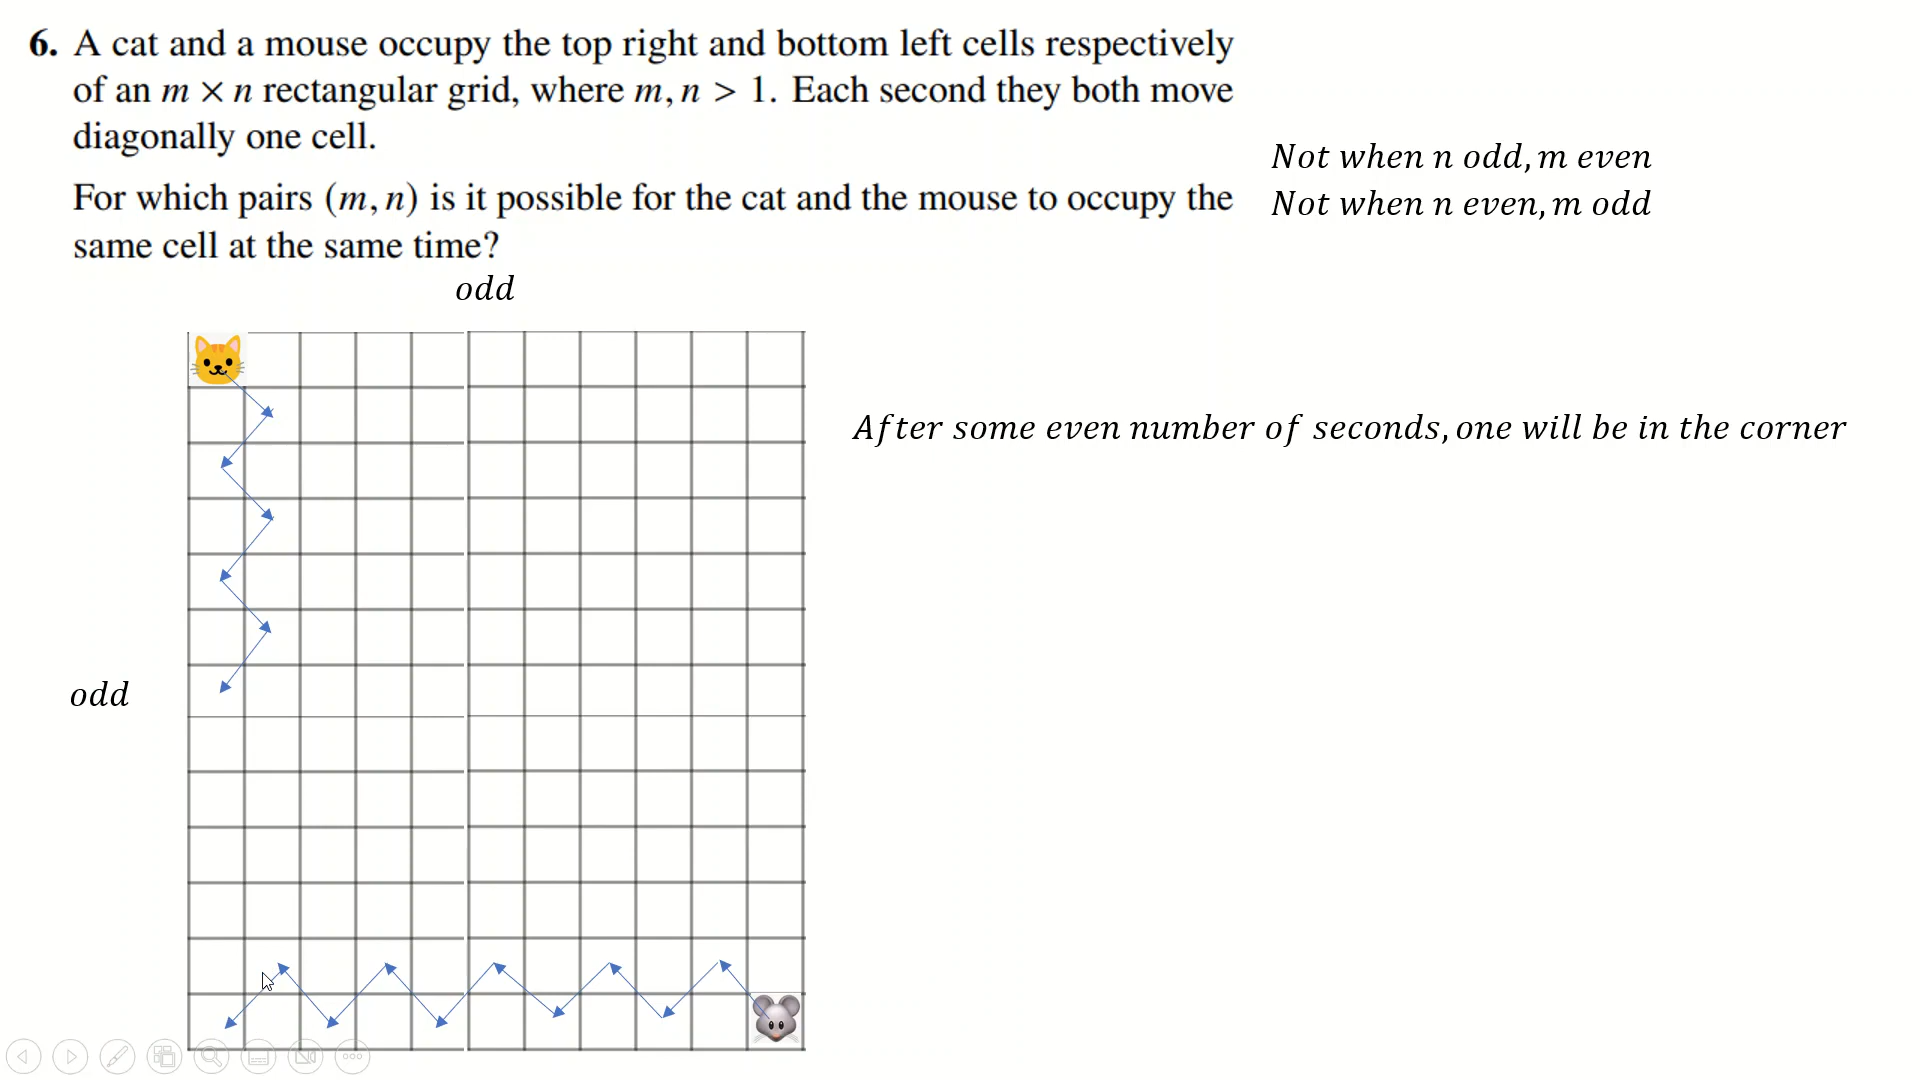 6. A cat and a mouse occupy the top right and bottom left cells respectively
of an m × n rectangular grid, where m, n > 1. Each second they both move
diagonally one cell.
For which pairs (m, n) is it possible for the cat and the mouse to occupy the
same cell at the same time?
Not when n odd, m even
Not when n even, m odd
odd
After some even number of seconds, one will be in the corner
odd